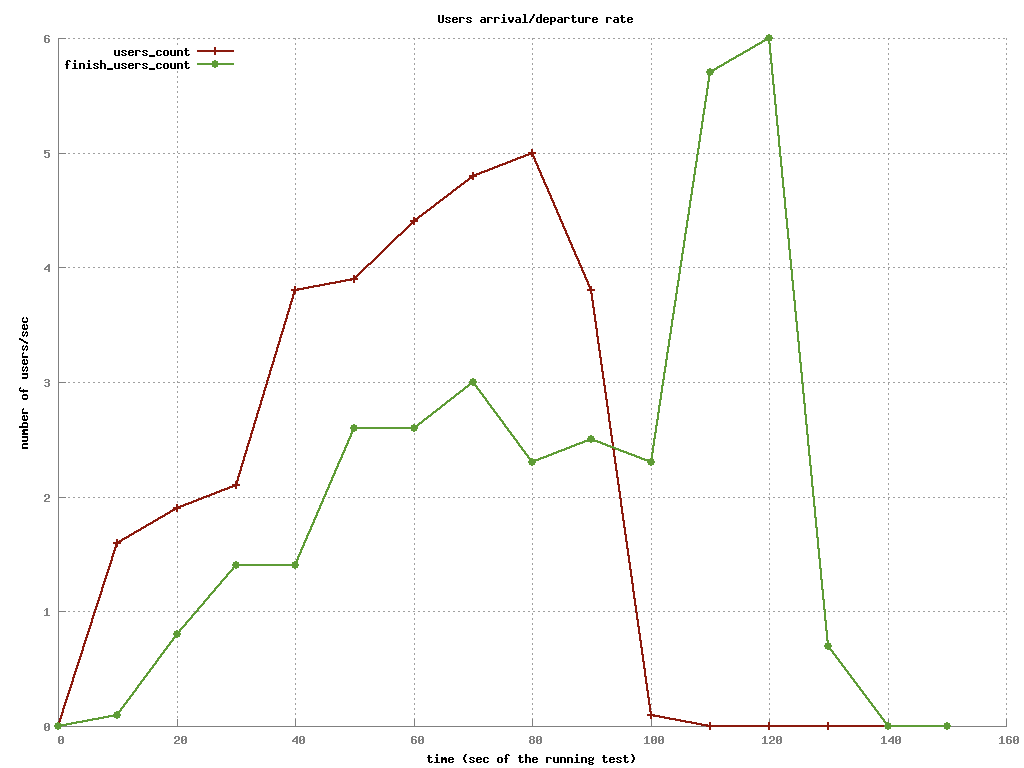 Users arrival/departure rate
users_count
finish_users_count
6
5
4
3
2
1
0
number of users/sec
0 20 40 60 80 100 120 140 160
time (sec of the running test)